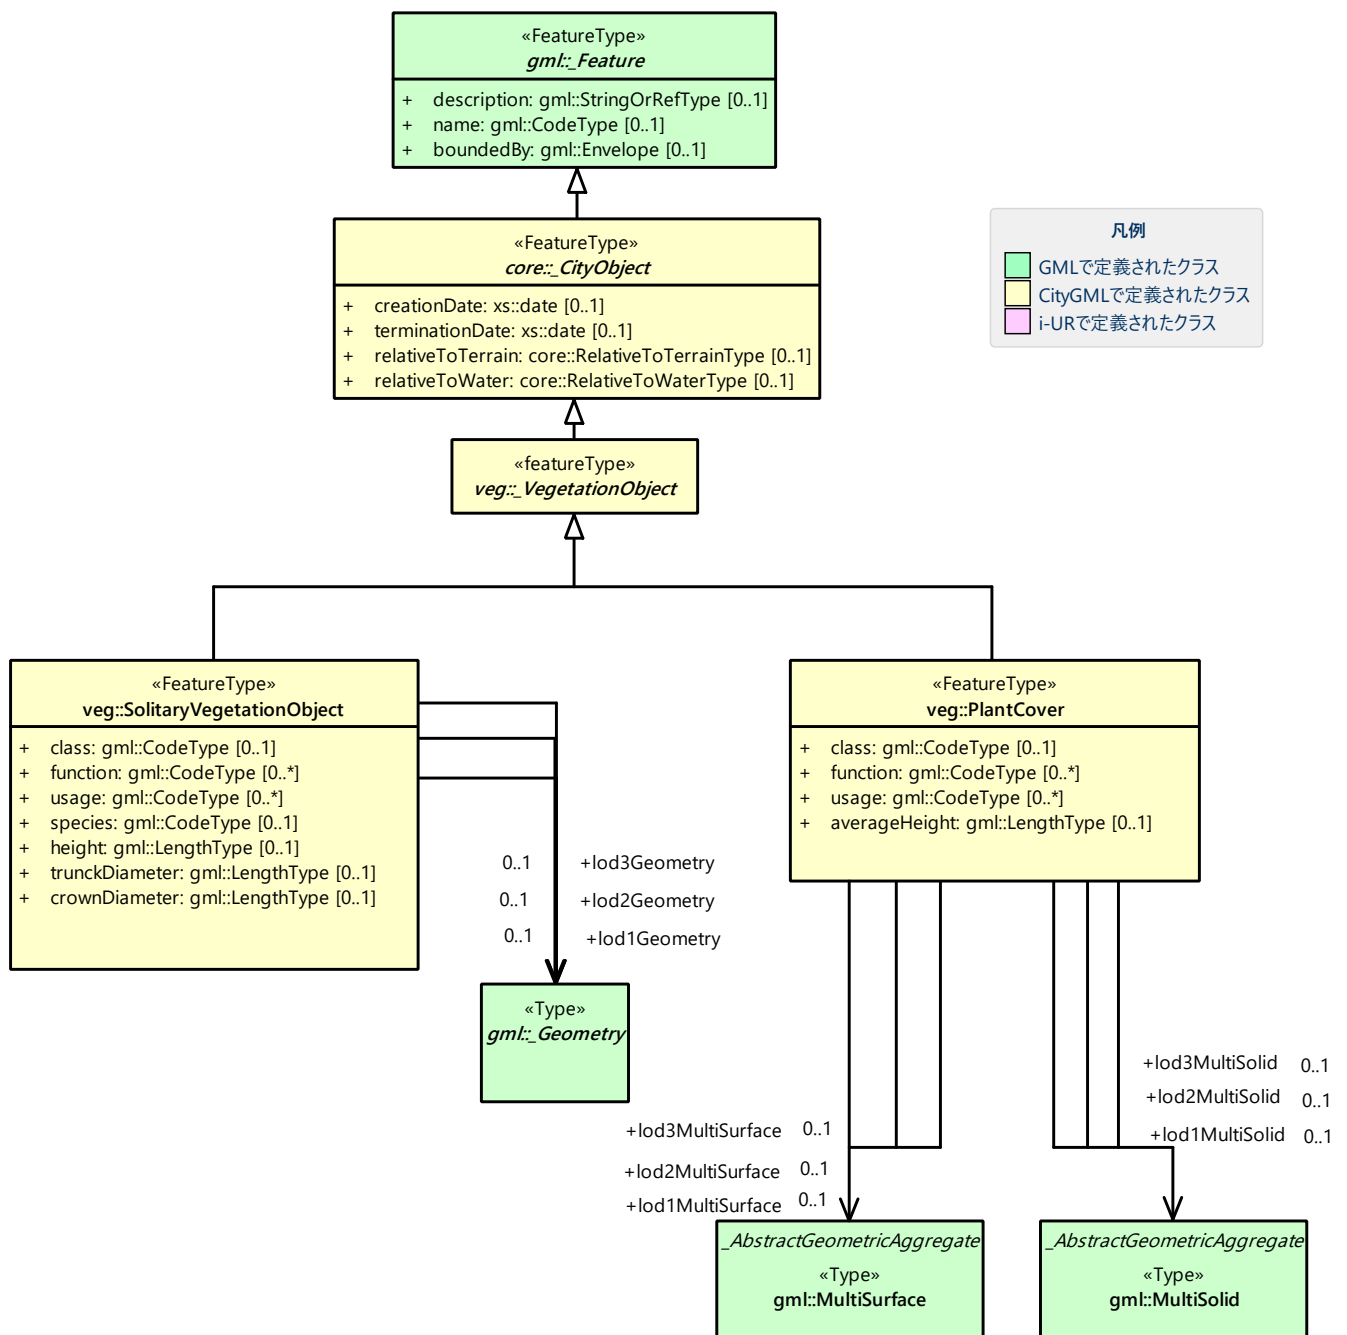 «FeatureType»
gml::_Feature
+ description: gml::StringOrRefType [0..1]
+ name: gml::CodeType [0..1]
+ boundedBy: gml::Envelope [0..1]
«FeatureType»
core::_CityObject
+ creationDate: xs::date [0..1]
+ terminationDate: xs::date [0..1]
+ relativeToTerrain: core::RelativeToTerrainType [0..1]
+ relativeToWater: core::RelativeToWaterType [0..1]
凡例
GMLで定義されたクラス
CityGMLで定義されたクラス
i-URで定義されたクラス
«featureType»
veg::_VegetationObject
«FeatureType»
veg::SolitaryVegetationObject
+ class: gml::CodeType [0..1]
+ function: gml::CodeType [0..*]
+ usage: gml::CodeType [0..*]
+ species: gml::CodeType [0..1]
+ height: gml::LengthType [0..1]
+ trunckDiameter: gml::LengthType [0..1]
+ crownDiameter: gml::LengthType [0..1]
«FeatureType»
veg::PlantCover
+ class: gml::CodeType [0..1]
+ function: gml::CodeType [0..*]
+ usage: gml::CodeType [0..*]
+ averageHeight: gml::LengthType [0..1]
0..1 +lod3Geometry
0..1 +lod2Geometry
0..1 +lod1Geometry
«Type»
gml::_Geometry
+lod3MultiSurface 0..1
+lod2MultiSurface 0..1
+lod1MultiSurface 0..1
+lod3MultiSolid 0..1
+lod2MultiSolid 0..1
+lod1MultiSolid 0..1
_AbstractGeometricAggregate
«Type»
gml::MultiSurface
_AbstractGeometricAggregate
«Type»
gml::MultiSolid